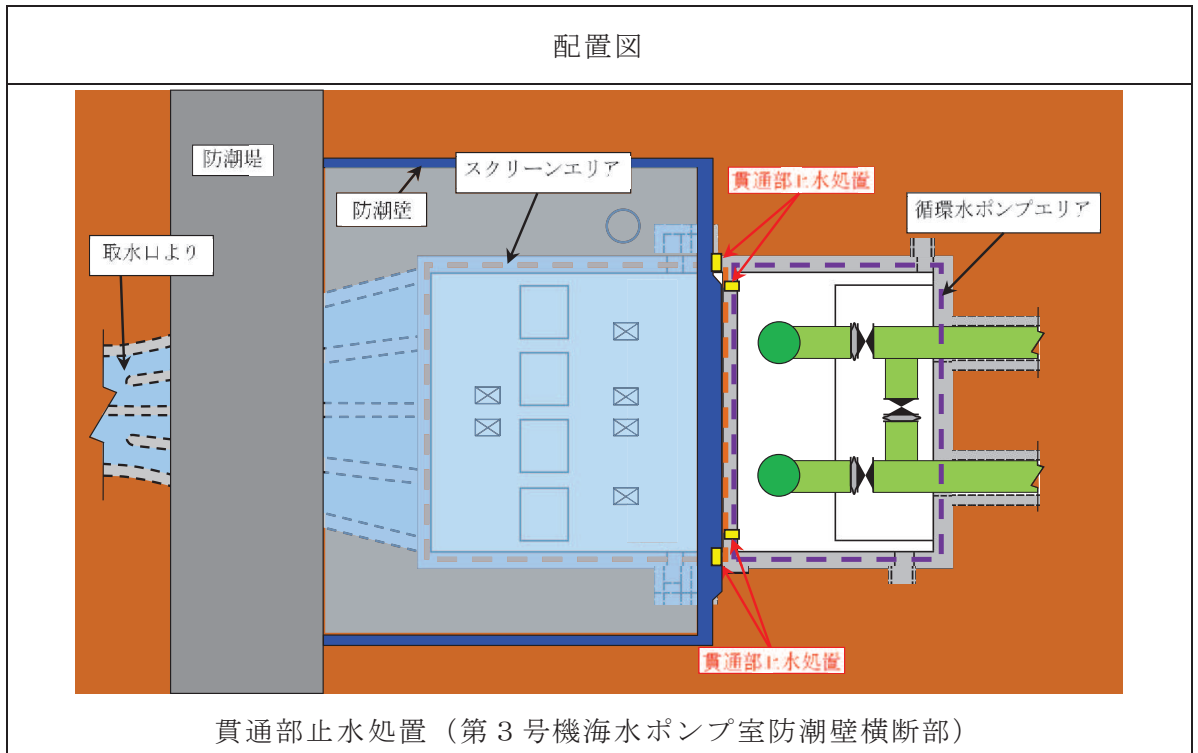 配置図
防潮堤
スクリーンエリア
貫通部止水処置
防潮壁
循環水ポンプエリア
取水口より
貫通部止水処置
貫通部止水処置（第３号機海水ポンプ室防潮壁横断部）